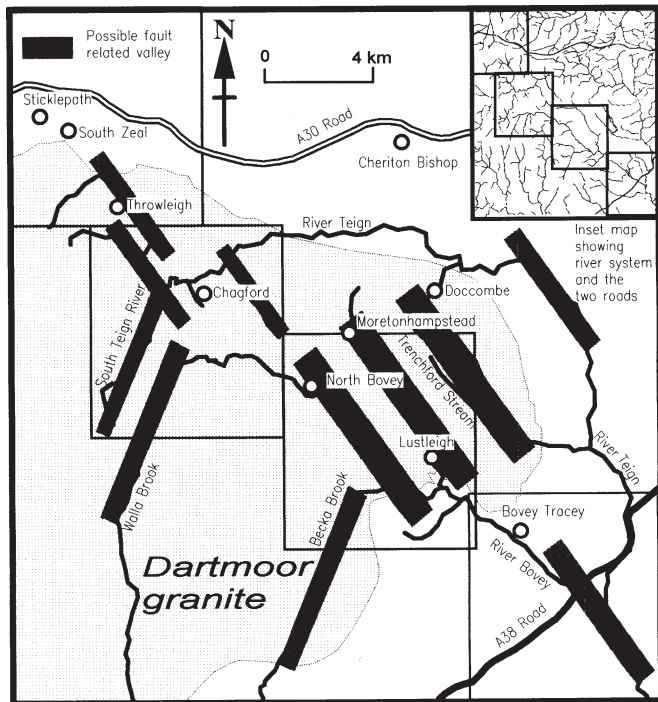 Possible fault
related valley
N
0 4 km
Sticklepath
South Zeal
A30 Road
Cheriton Bishop
Throwleigh
River Teign
Inset map
showing
river system
and the
two roads
Chagford
Doccombe
South Teign River
Moretonhampstead
Trenchford Stream
North Bovey
Lustleigh
River Teign
Walla Brook
Becka Brook
Bovey Tracey
River Bovey
Dartmoor
granite
A38 Road